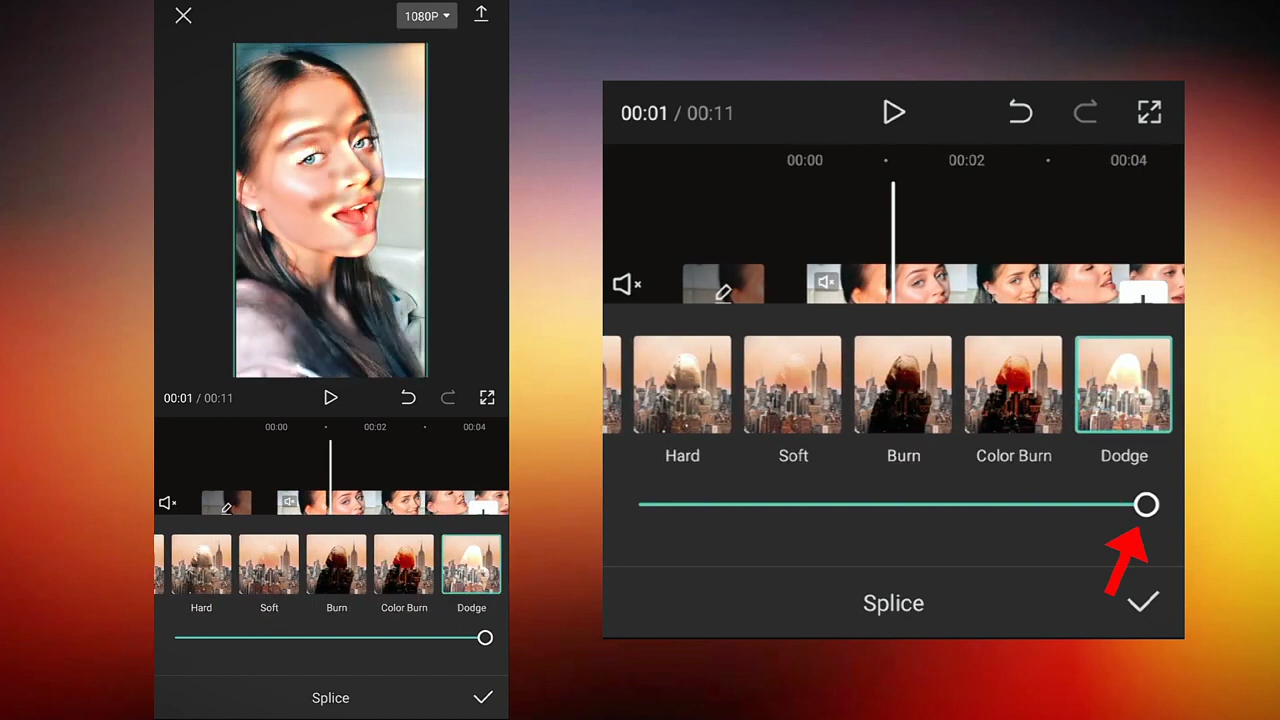 1080P
00:01 / 00:11
00:00
00:02
00:04
Hard
Soft
Burn
Color Burn
Dodge
Splice
00:01 / 00:11
00:00
00:02
00:04
Hard
Soft
Burn
Color Burn
Dodge
Splice